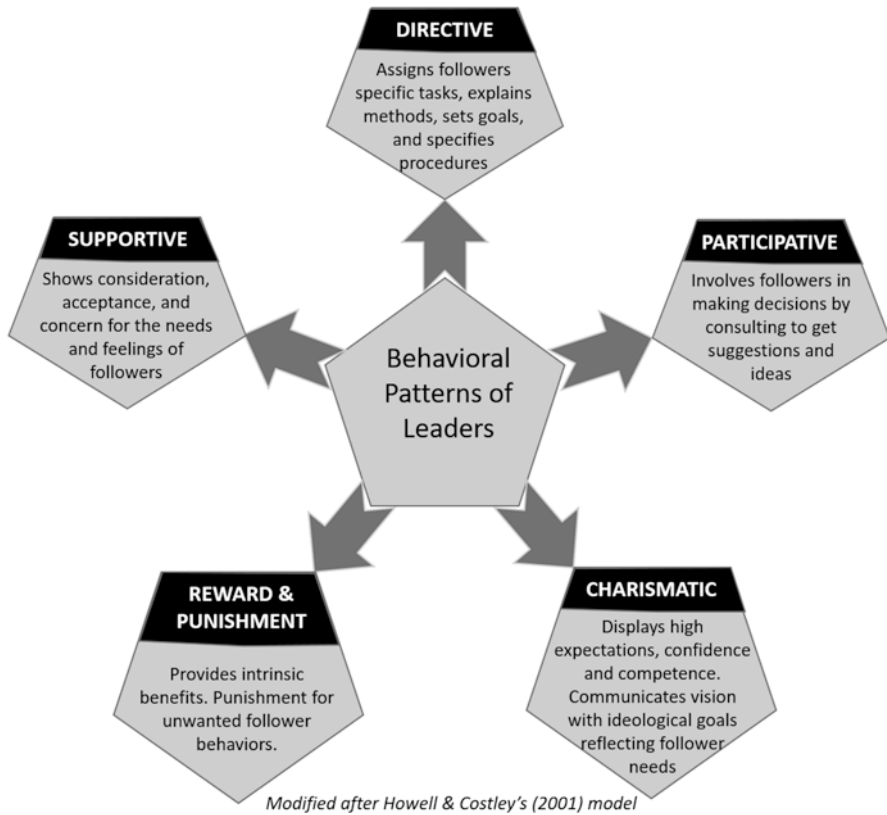 DIRECTIVE
Assigns followers
specific tasks, explains
methods, sets goals,
and specifies
procedures
SUPPORTIVE
Shows consideration,
acceptance, and
concern for the needs
and feelings of
followers
PARTICIPATIVE
Involves followers in
making decisions by
consulting to get
suggestions and
ideas
Behavioral
Patterns of
Leaders
REWARD &
PUNISHMENT
Provides intrinsic
benefits. Punishment for
unwanted follower
behaviors.
CHARISMATIC
Displays high
expectations, confidence
and competence.
Communicates vision
with ideological goals
reflecting follower
needs
Modified after Howell & Costley's (2001) model